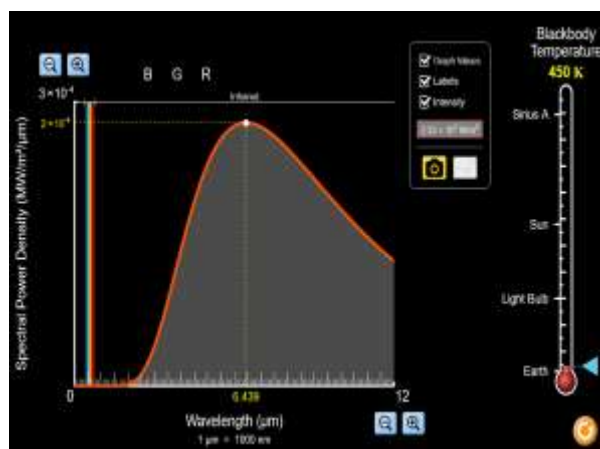 Blackbody
Temperature
450 K
B G R
3×10⁻⁴
Infrared
2×10⁻⁴
Graph Values
Labels
Intensity
Spectral Power Density (MW/m²/μm)
Sirius A
Sun
Light Bulb
Earth
0
6.439
12
Wavelength (μm)
1 μm = 1000 nm